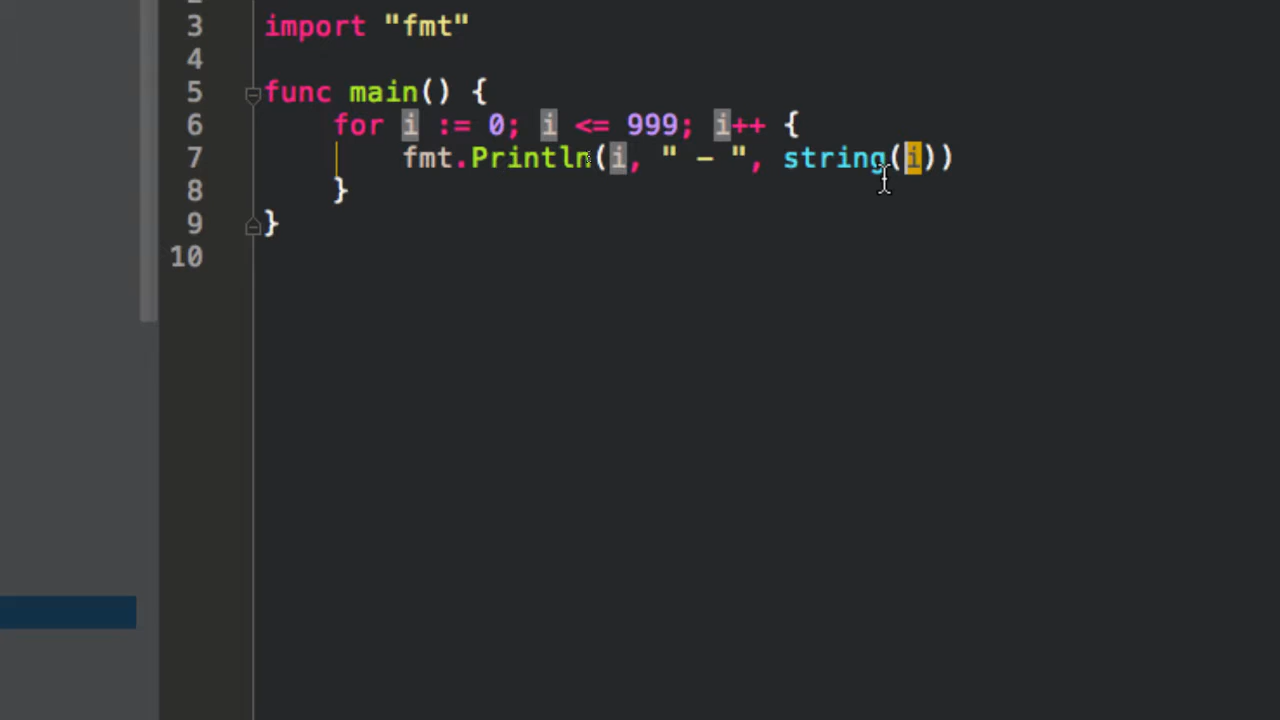 3 import "fmt"
4
5 func main() {
6 for i := 0; i <= 999; i++ {
7 fmt.Println(i, " – ", string(i))
8 }
9 }
10